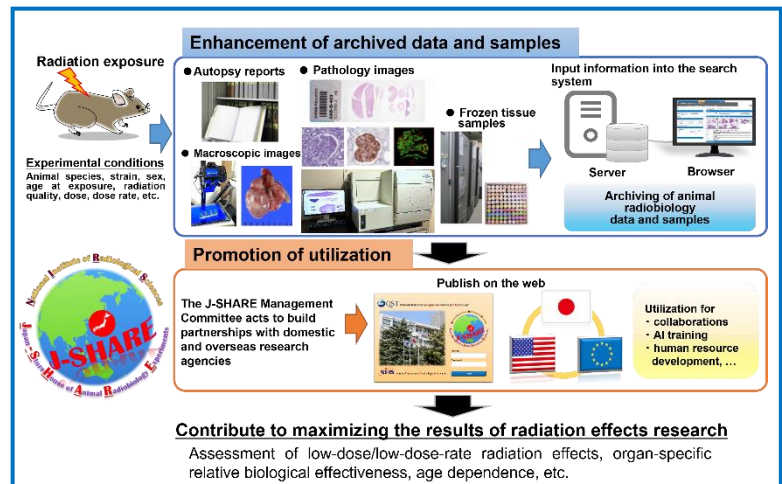 Enhancement of archived data and samples
Radiation exposure
Experimental conditions
Animal species, strain, sex,
age at exposure, radiation
quality, dose, dose rate, etc.
● Autopsy reports
● Pathology images
● Macroscopic images
● Frozen tissue
samples
Input information into the search
system
Server
Browser
Archiving of animal
radiobiology
data and samples
Promotion of utilization
National Institute of Radiological Sciences
J-SHARE
Japan-StoreHouse of Animal Radiobiology Experiments
The J-SHARE Management
Committee acts to build
partnerships with domestic
and overseas research
agencies
Publish on the web
QST
Utilization for
・ collaborations
・ AI training
・ human resource
development, ...
Contribute to maximizing the results of radiation effects research
Assessment of low-dose/low-dose-rate radiation effects, organ-specific
relative biological effectiveness, age dependence, etc.